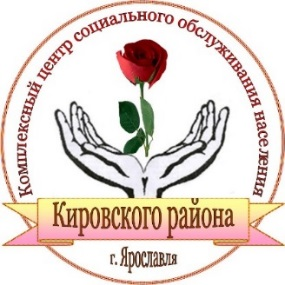 Комплексный центр социального обслуживания населения
Кировского района
г. Ярославля